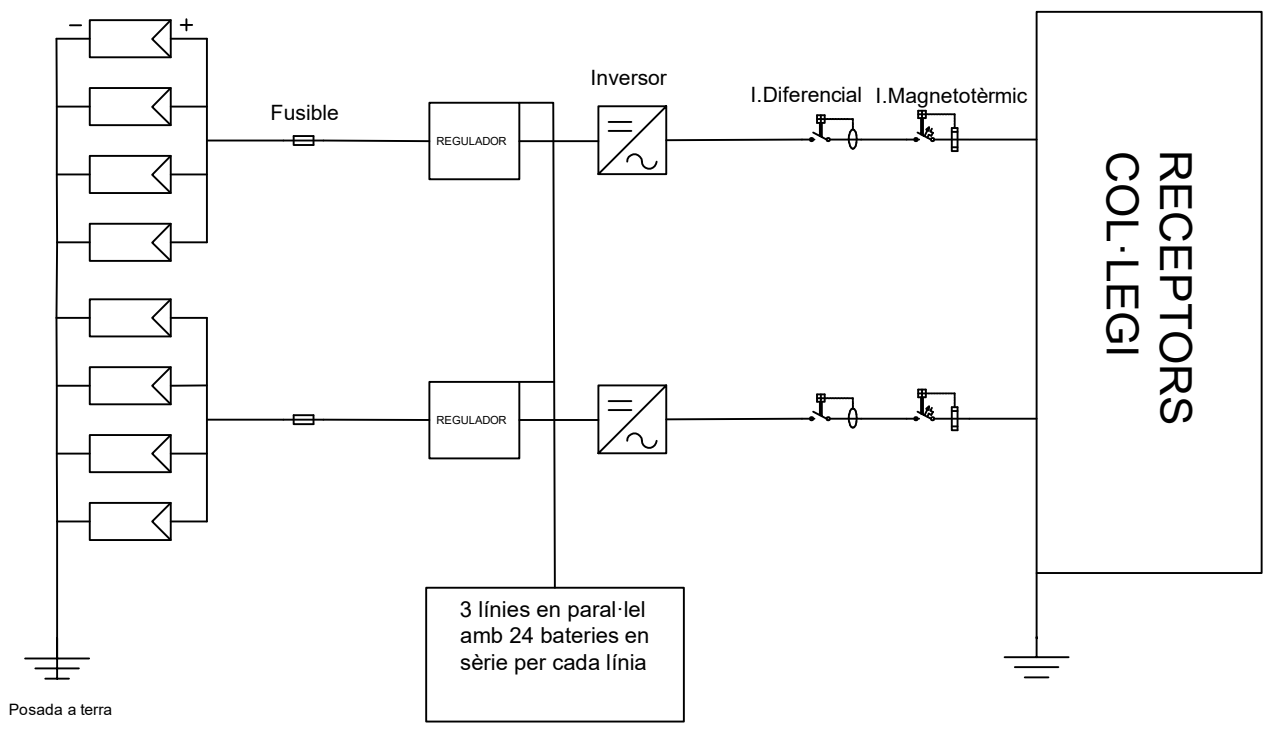 − +
Fusible
Inversor
I.Diferencial
I.Magnetotèrmic
REGULADOR
REGULADOR
RECEPTORS
COL·LEGI
3 línies en paral·lel
amb 24 bateries en
sèrie per cada línia
Posada a terra